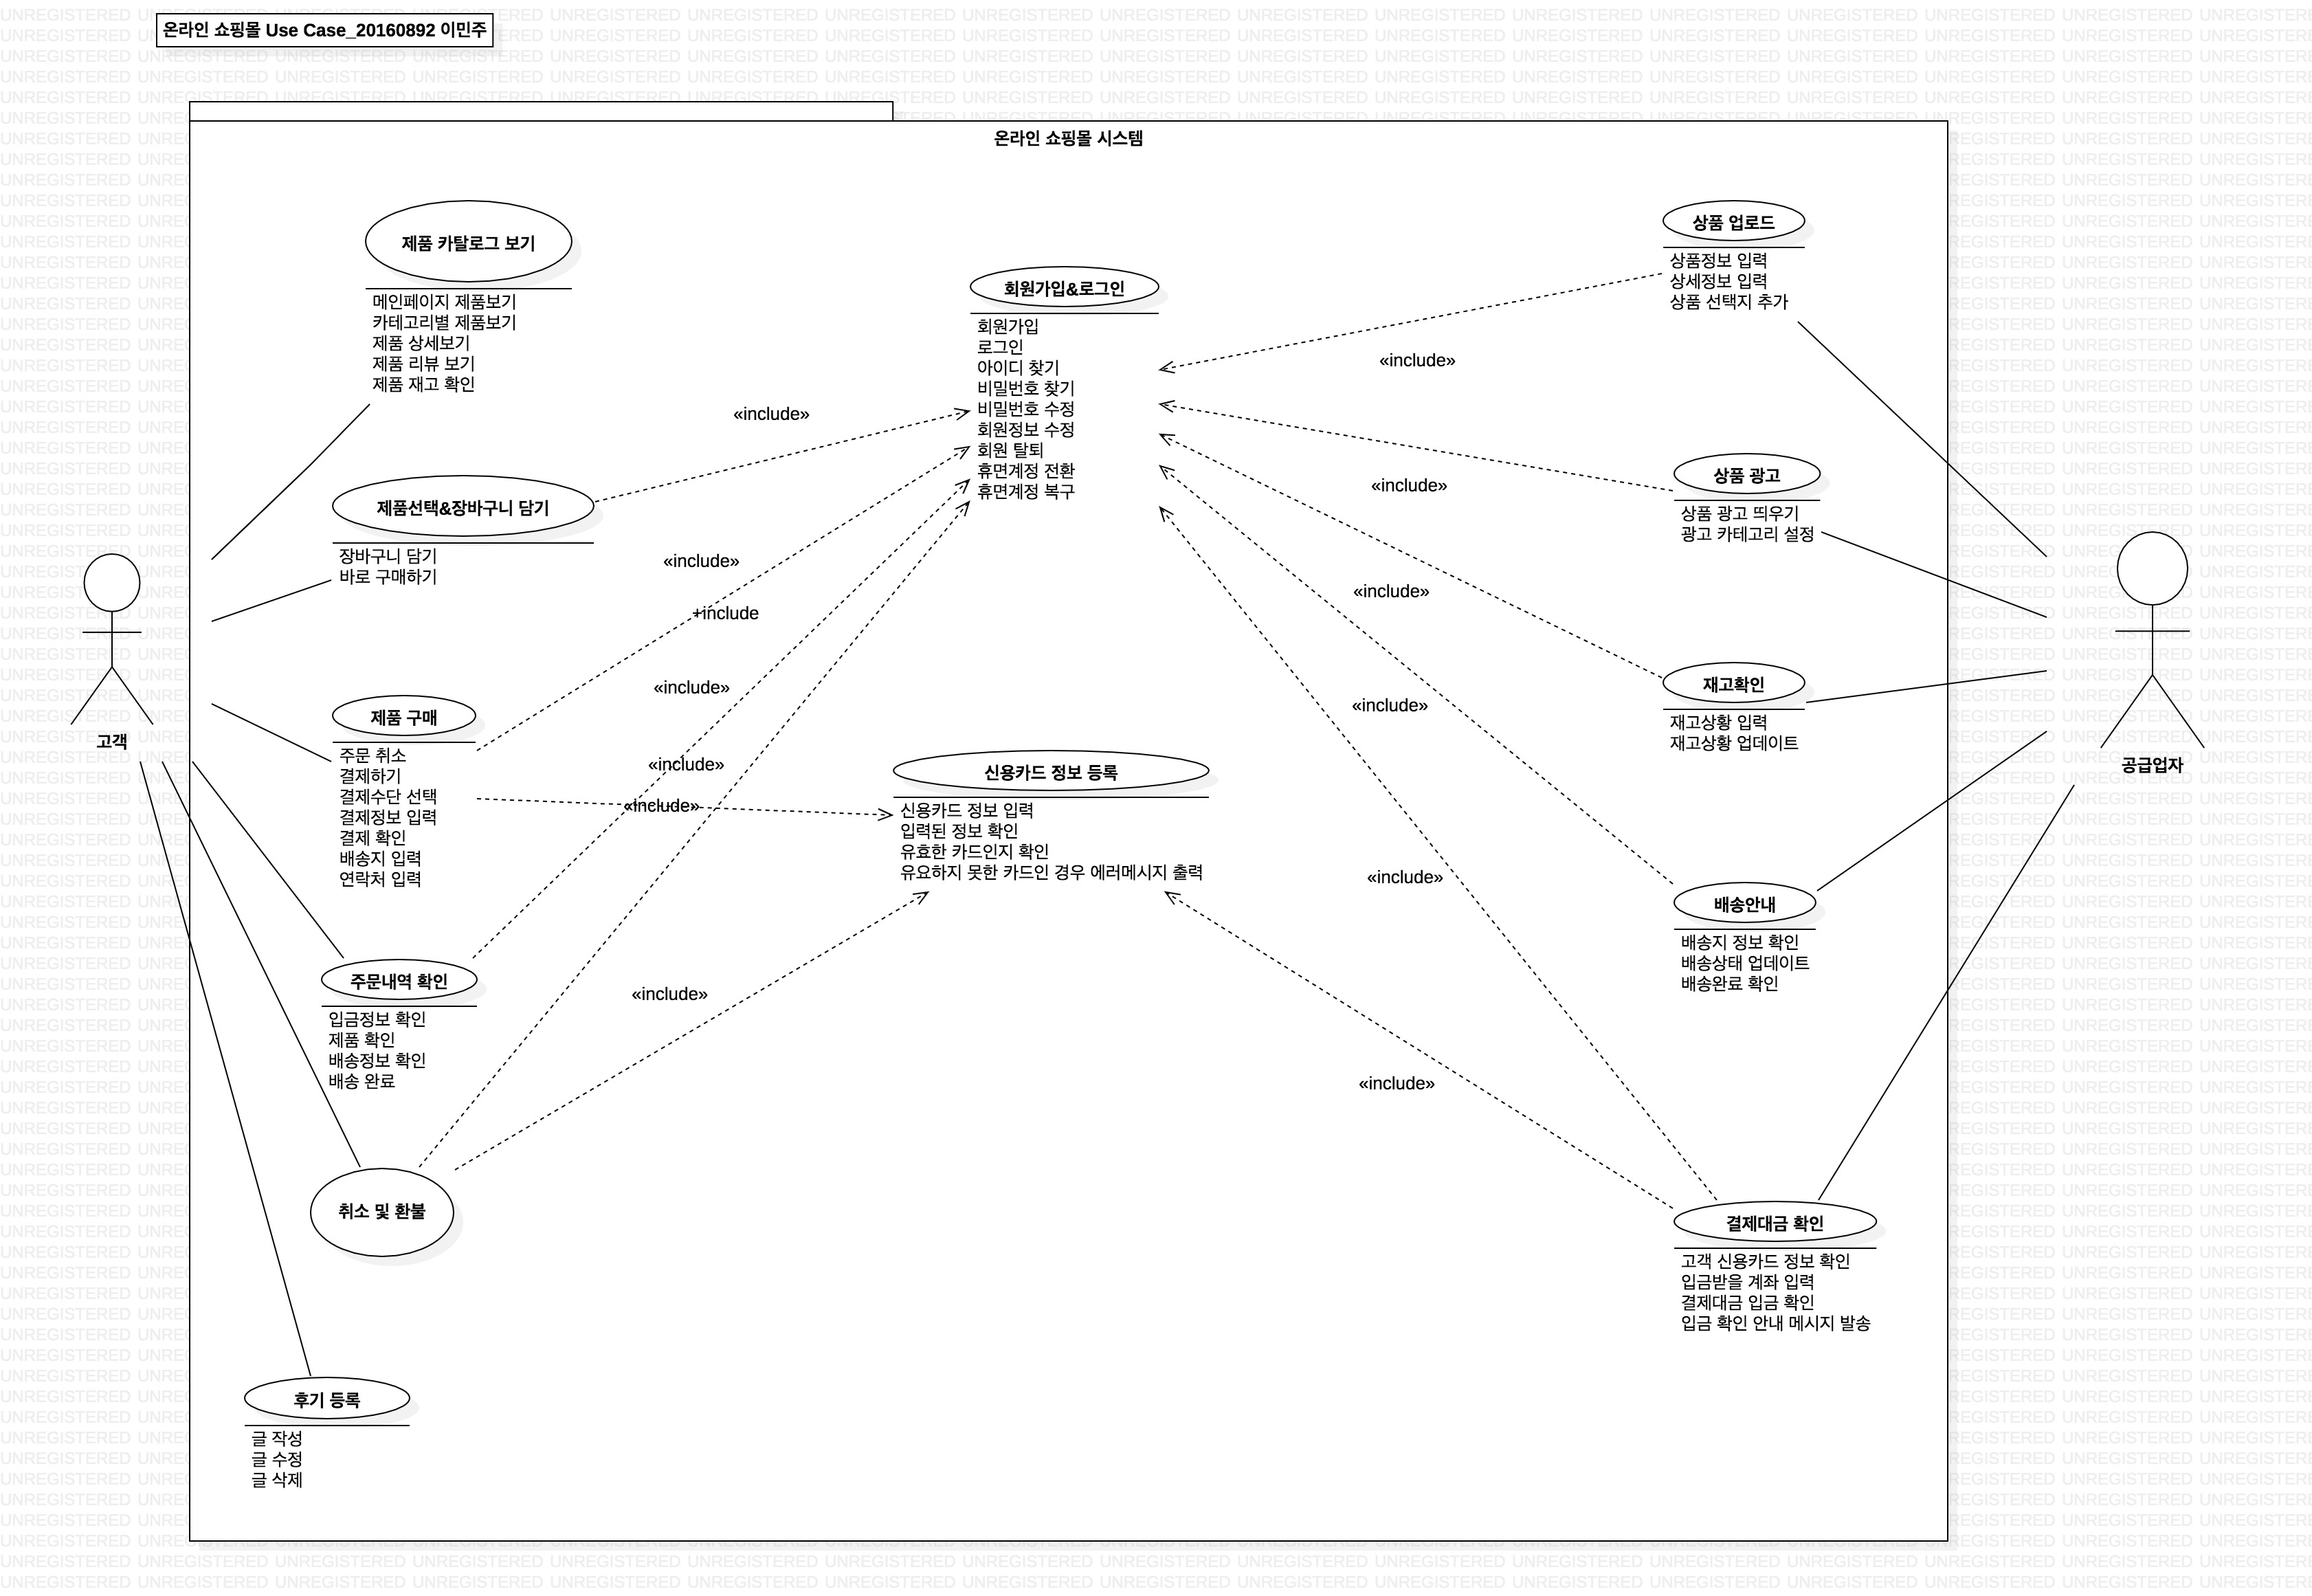 온라인 쇼핑몰 Use Case_20160892 이민주
온라인 쇼핑몰 시스템
제품 카탈로그 보기
메인페이지 제품보기
카테고리별 제품보기
제품 상세보기
제품 리뷰 보기
제품 재고 확인
제품선택&장바구니 담기
장바구니 담기
바로 구매하기
고객
제품 구매
주문 취소
결제하기
결제수단 선택
결제정보 입력
결제 확인
배송지 입력
연락처 입력
주문내역 확인
입금정보 확인
제품 확인
배송정보 확인
배송 완료
취소 및 환불
후기 등록
글 작성
글 수정
글 삭제
«include»
«include»
+include
«include»
«include»
«include»
«include»
회원가입&로그인
회원가입
로그인
아이디 찾기
비밀번호 찾기
비밀번호 수정
회원정보 수정
회원 탈퇴
휴면계정 전환
휴면계정 복구
신용카드 정보 등록
신용카드 정보 입력
입력된 정보 확인
유효한 카드인지 확인
유요하지 못한 카드인 경우 에러메시지 출력
«include»
«include»
«include»
«include»
«include»
«include»
상품 업로드
상품정보 입력
상세정보 입력
상품 선택지 추가
상품 광고
상품 광고 띄우기
광고 카테고리 설정
재고확인
재고상황 입력
재고상황 업데이트
공급업자
배송안내
배송지 정보 확인
배송상태 업데이트
배송완료 확인
결제대금 확인
고객 신용카드 정보 확인
입금받을 계좌 입력
결제대금 입금 확인
입금 확인 안내 메시지 발송
UNREGISTERED